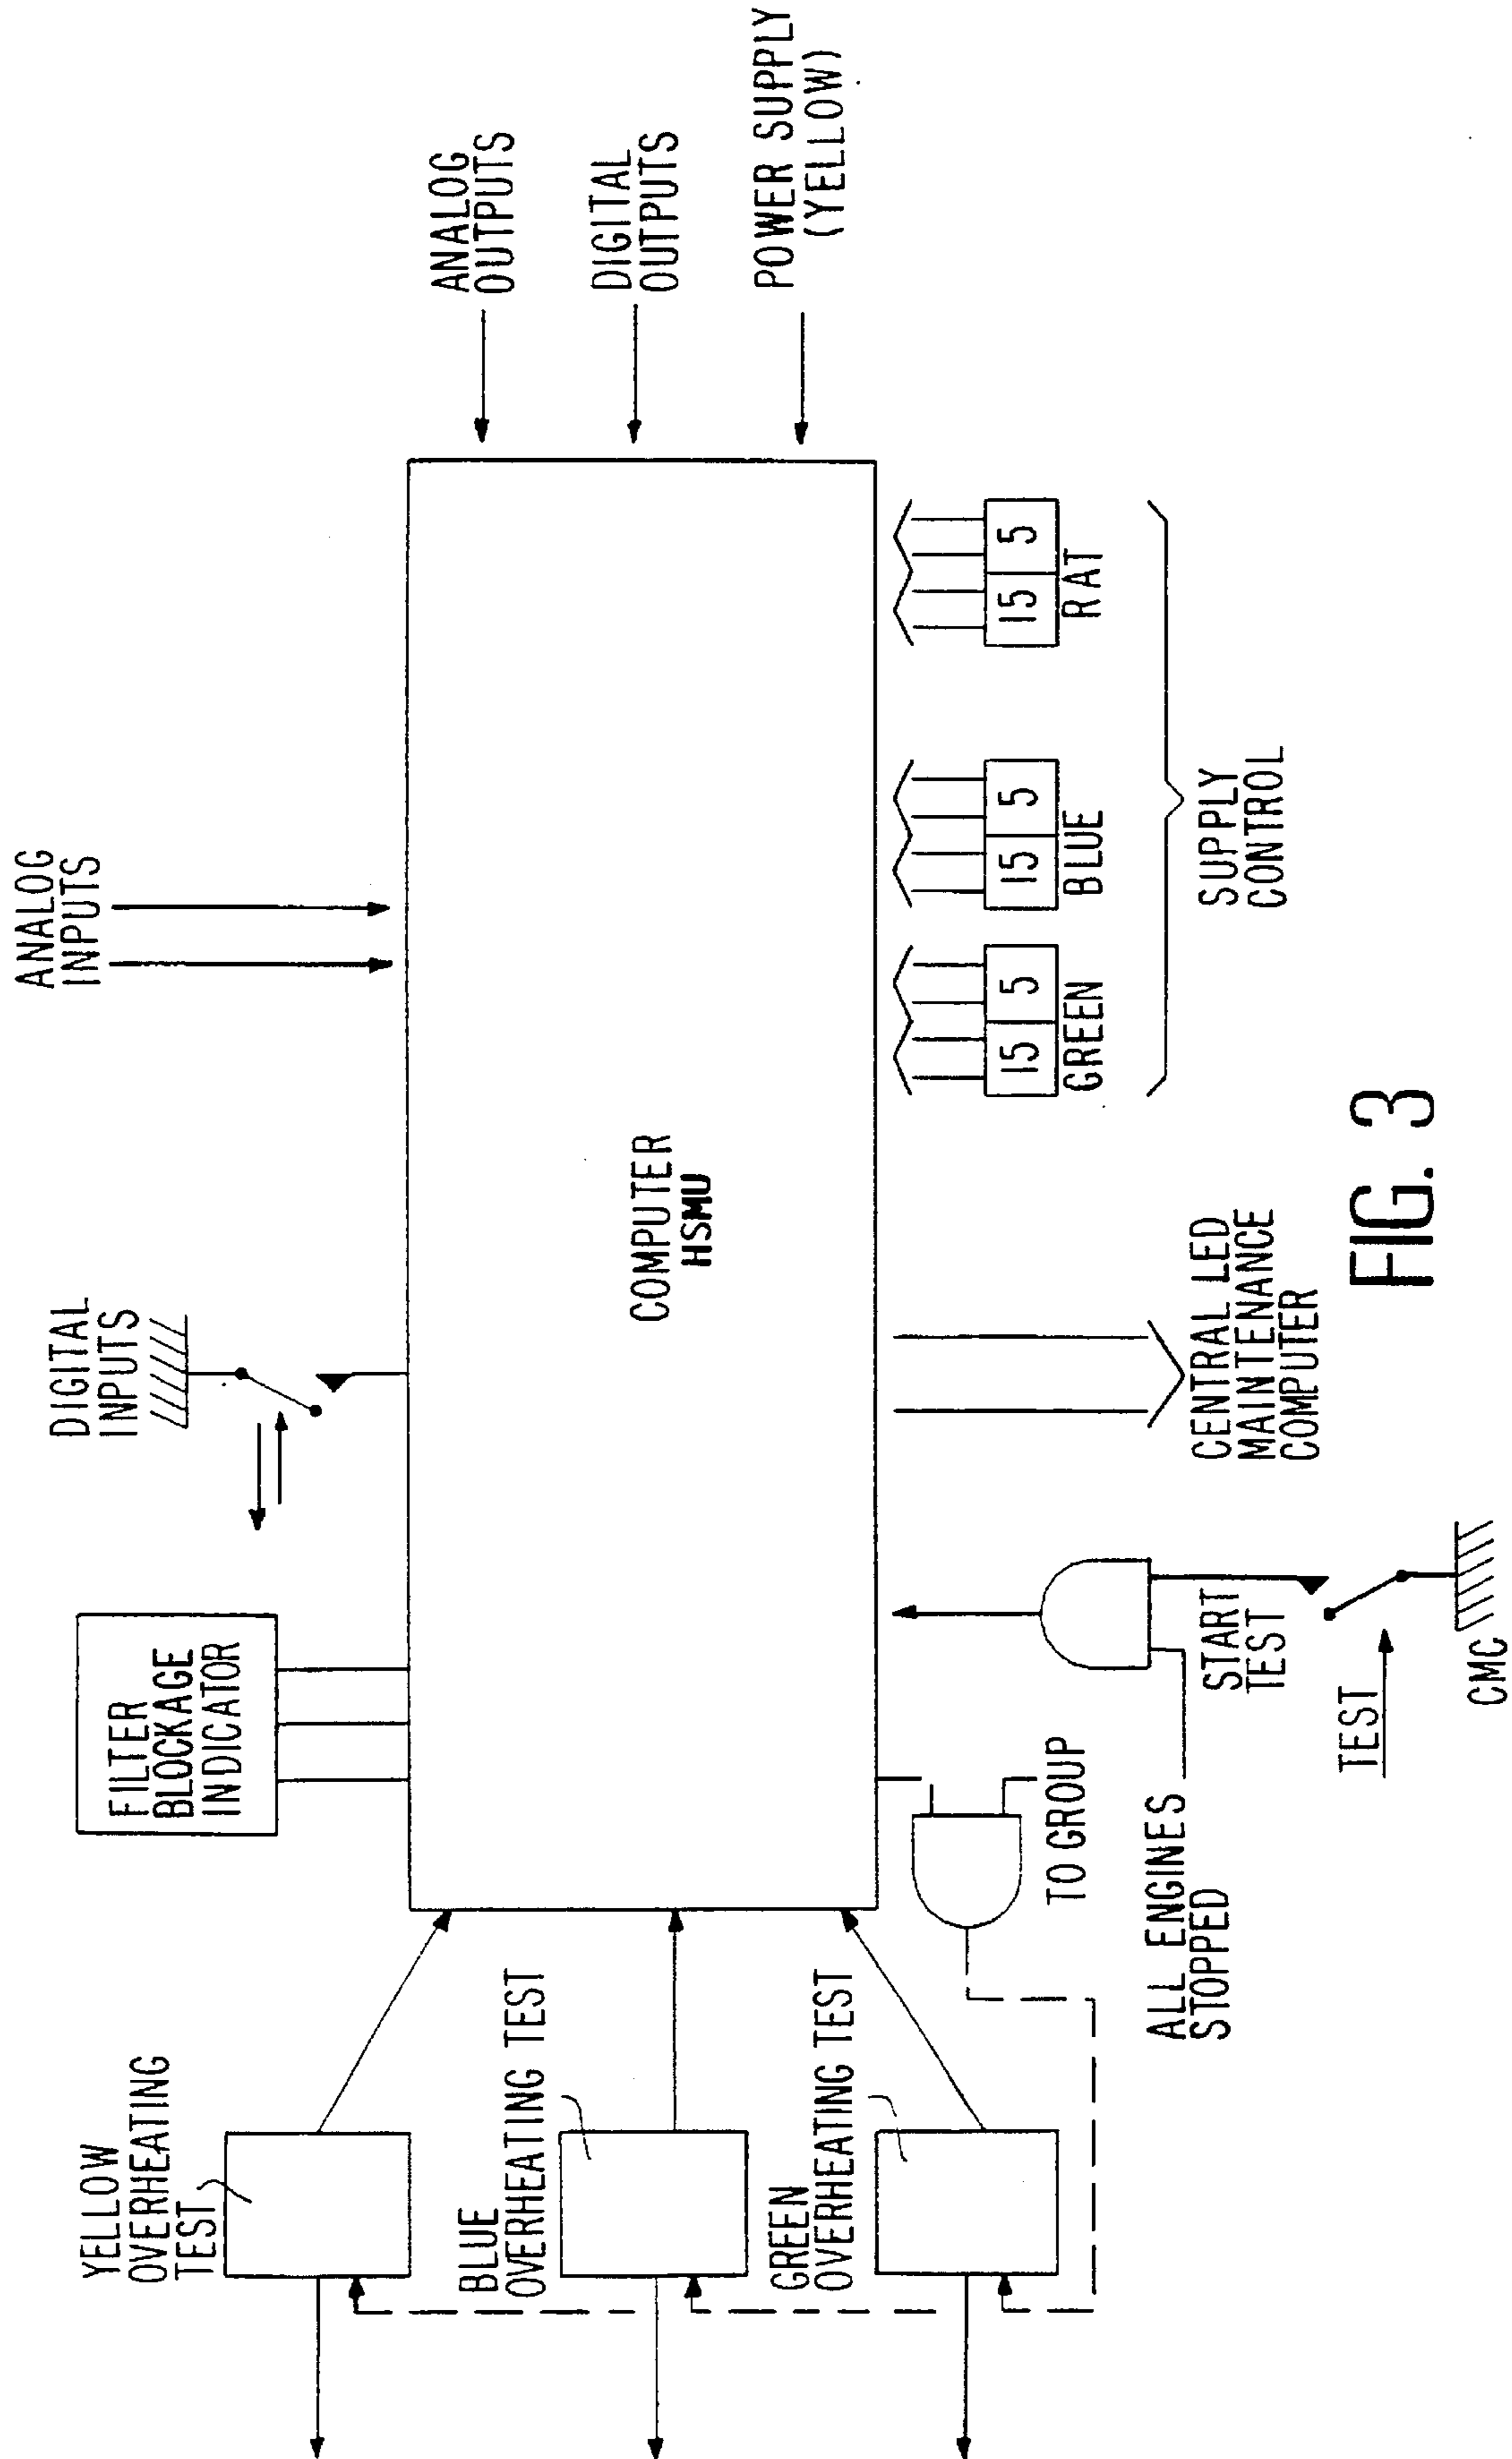 YELLOW
OVERHEATING
TEST
BLUE
OVERHEATING TEST
GREEN
OVERHEATING TEST
FILTER
BLOCKAGE
INDICATOR
DIGITAL
INPUTS
ANALOG
INPUTS
COMPUTER
HSMU
ANALOG
OUTPUTS
DIGITAL
OUTPUTS
POWER SUPPLY
(YELLOW)
TO GROUP
ALL ENGINES
STOPPED
START
TEST
TEST
CMC
CENTRAL LED
MAINTENANCE
COMPUTER
15 5
GREEN
15 5
BLUE
15 5
RAT
SUPPLY
CONTROL
FIG. 3